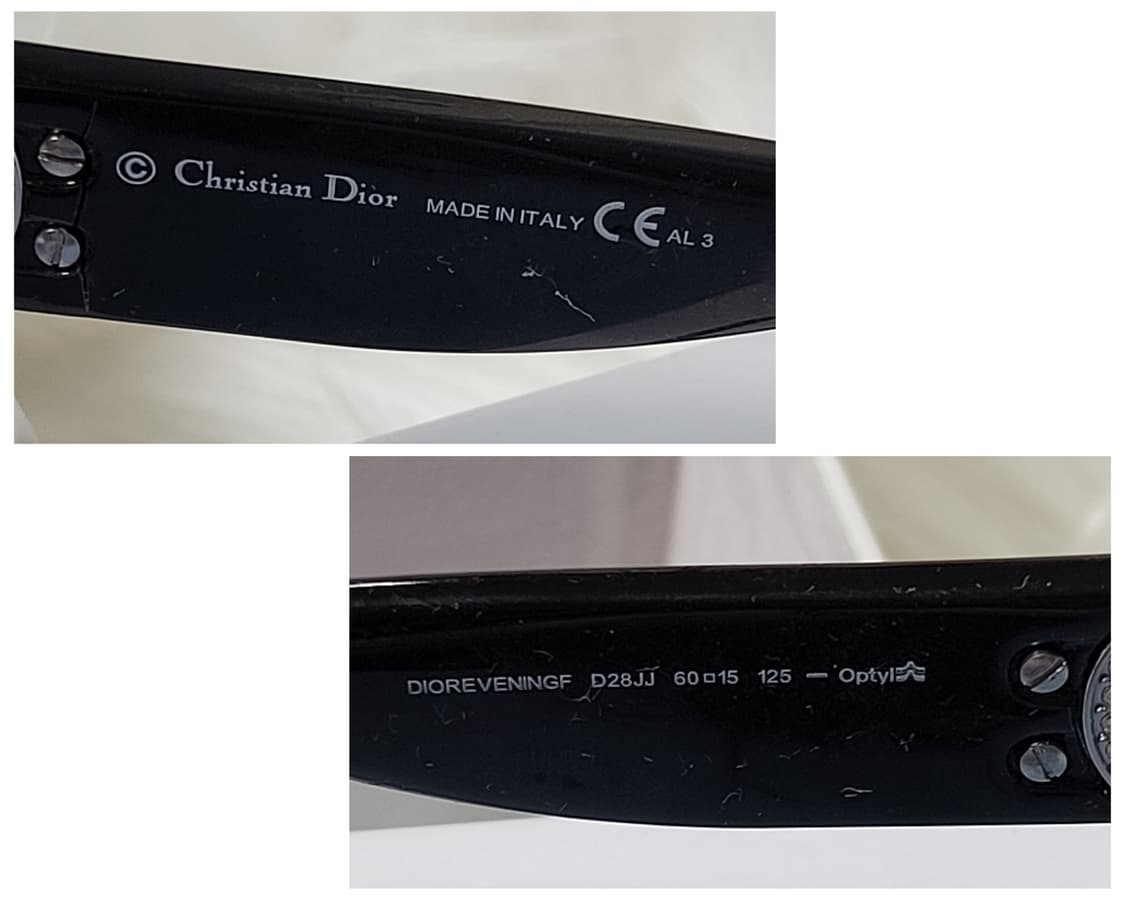 © Christian Dior MADE IN ITALY CE AL 3
DIOREVENINGF D28JJ 60□15 125 — Optyl